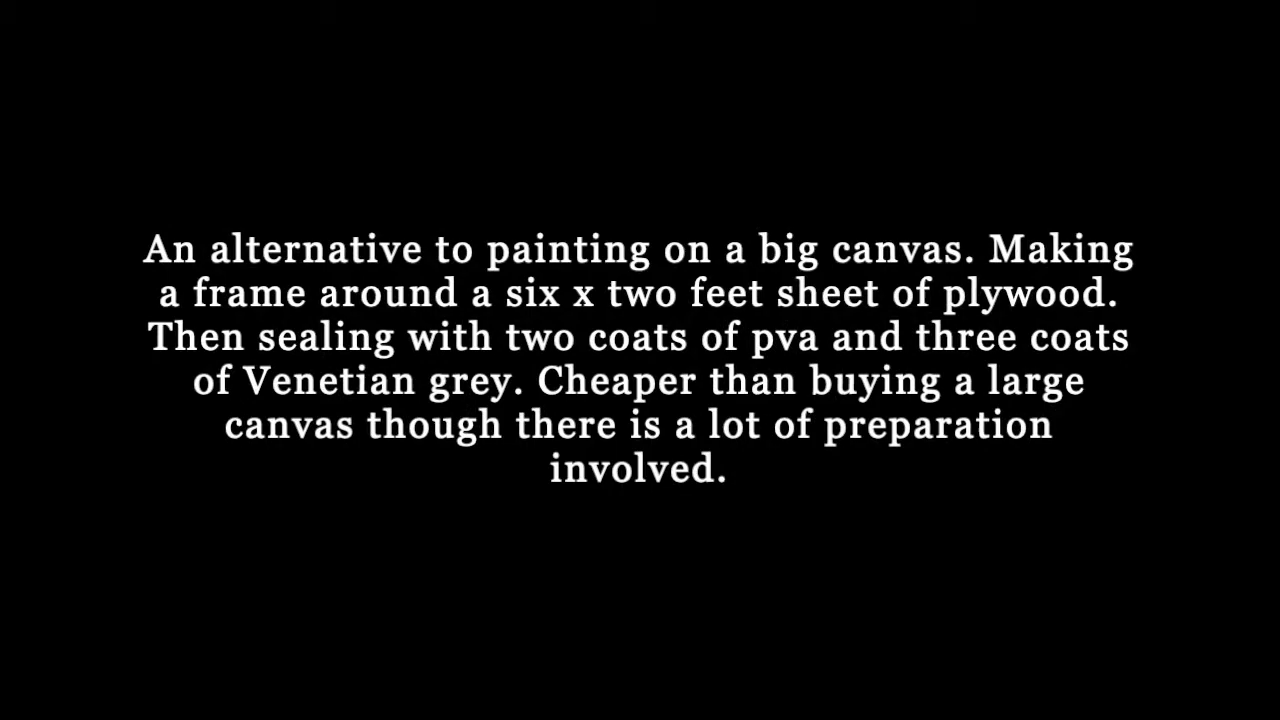 An alternative to painting on a big canvas. Making
a frame around a six x two feet sheet of plywood.
Then sealing with two coats of pva and three coats
of Venetian grey. Cheaper than buying a large
canvas though there is a lot of preparation
involved.